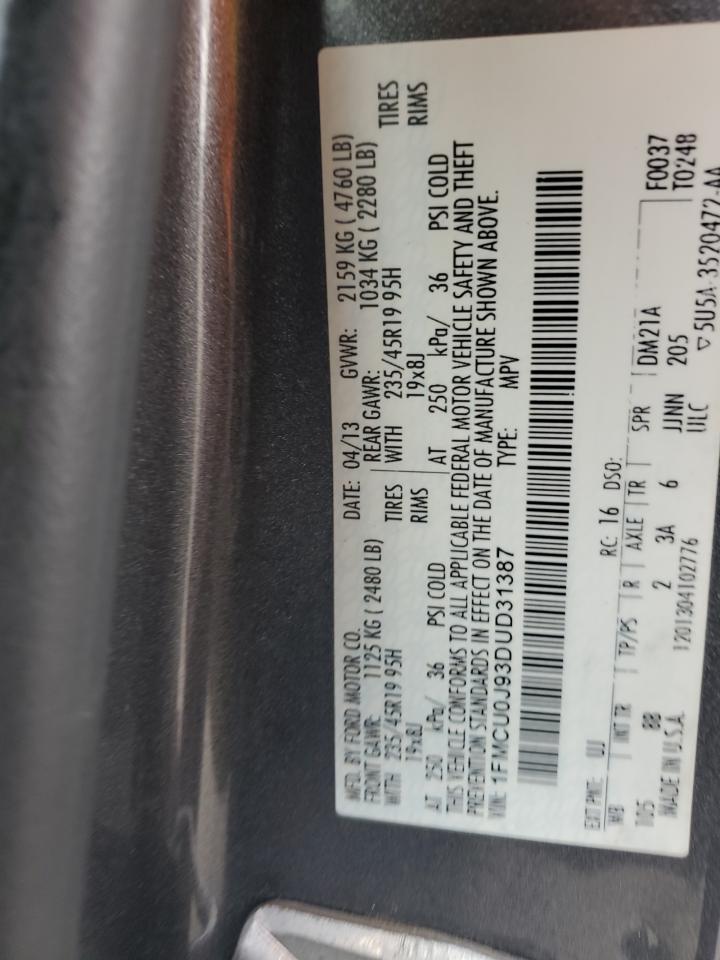 MFD. BY FORD MOTOR CO. DATE: 04/13 GVWR: 2159 KG ( 4760 LB)
FRONT GAWR: 1125 KG ( 2480 LB) REAR GAWR: 1034 KG ( 2280 LB)
WITH 235/45R19 95H TIRES WITH 235/45R19 95H TIRES
19x8J RIMS 19x8J RIMS
AT 250 kPa/ 36 PSI COLD AT 250 kPa/ 36 PSI COLD
THIS VEHICLE CONFORMS TO ALL APPLICABLE FEDERAL MOTOR VEHICLE SAFETY AND THEFT
PREVENTION STANDARDS IN EFFECT ON THE DATE OF MANUFACTURE SHOWN ABOVE.
VIN: 1FMCU0J93DUD31387 TYPE: MPV
F0037
T0248
EXT PNT: UJ RC: 16 DSO:
WB INT TR TP/PS R AXLE TR SPR DM21A
105 88 2 3A 6 JJNN 205
MADE IN U.S.A. 1201304102776 ULC
▽5U5A-3520472-AA